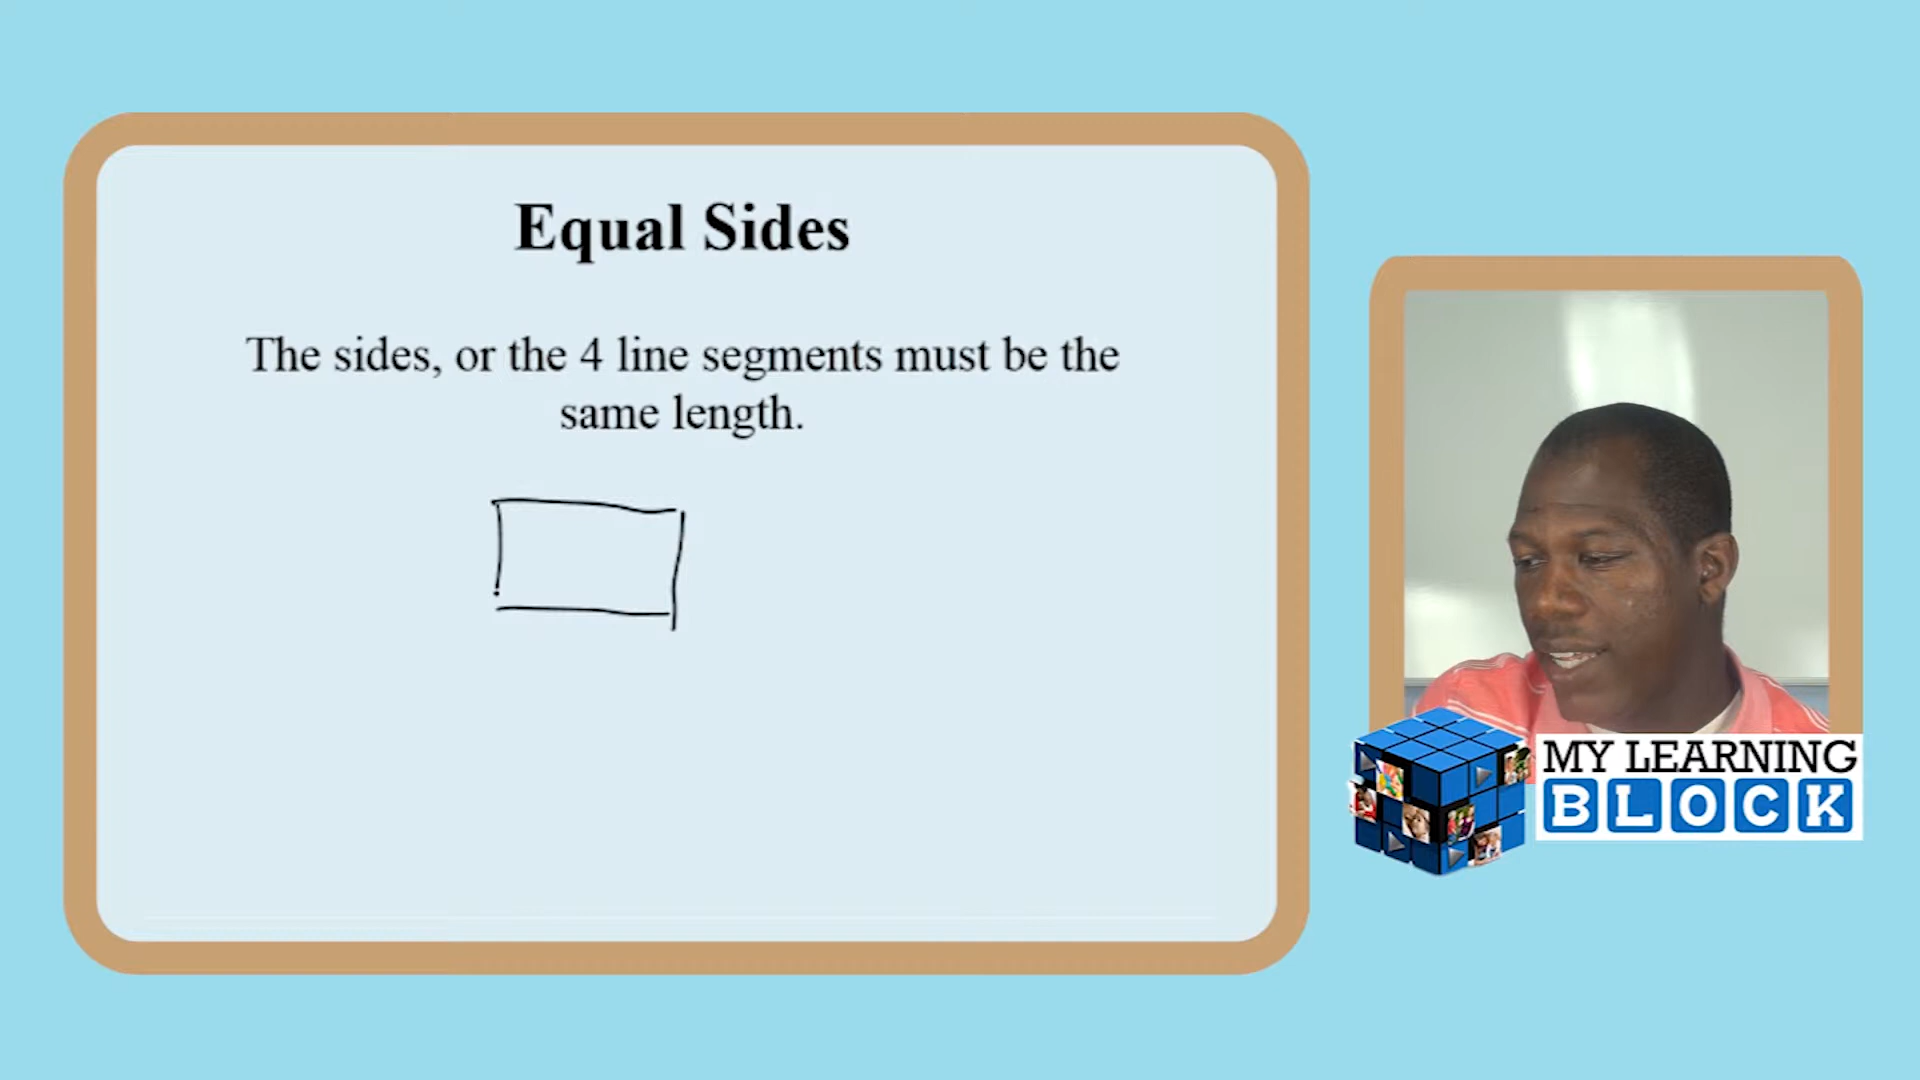 Equal Sides
The sides, or the 4 line segments must be the
same length.
MY LEARNING
BLOCK